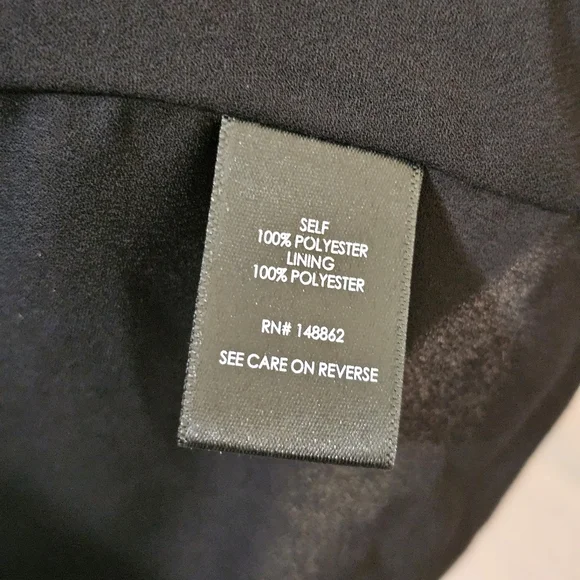 SELF
100% POLYESTER
LINING
100% POLYESTER
RN# 148862
SEE CARE ON REVERSE